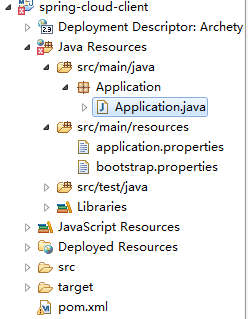 spring-cloud-client
Deployment Descriptor: Archety
Java Resources
src/main/java
Application
Application.java
src/main/resources
application.properties
bootstrap.properties
src/test/java
Libraries
JavaScript Resources
Deployed Resources
src
target
pom.xml